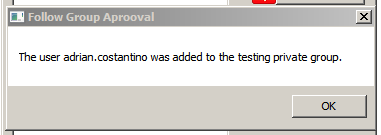 Follow Group Aprooval
The user adrian.costantino was added to the testing private group.
OK